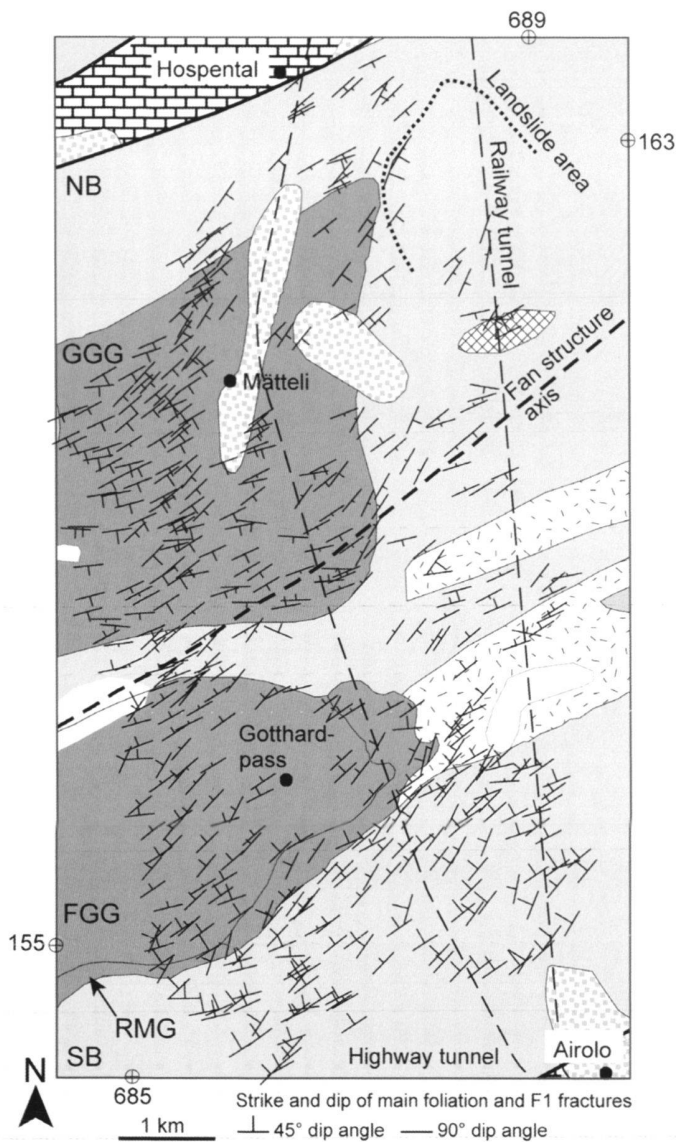 689
Hospental
Landslide area
163
NB
Railway tunnel
GGG
Mätteli
Fan structure
axis
Gotthard-
pass
FGG
155
RMG
SB
Highway tunnel
Airolo
N
685
1 km
Strike and dip of main foliation and F1 fractures
45° dip angle
90° dip angle